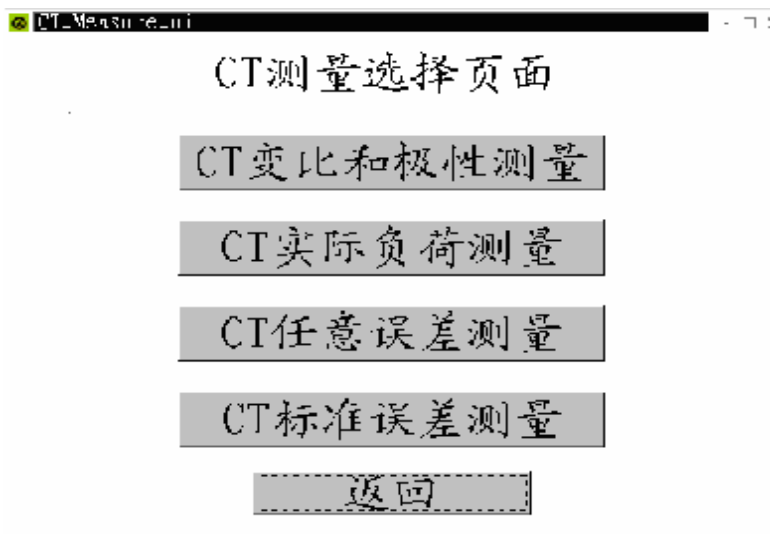 CT_Measure_ui
CT测量选择页面
CT变比和极性测量
CT实际负荷测量
CT任意误差测量
CT标准误差测量
返回